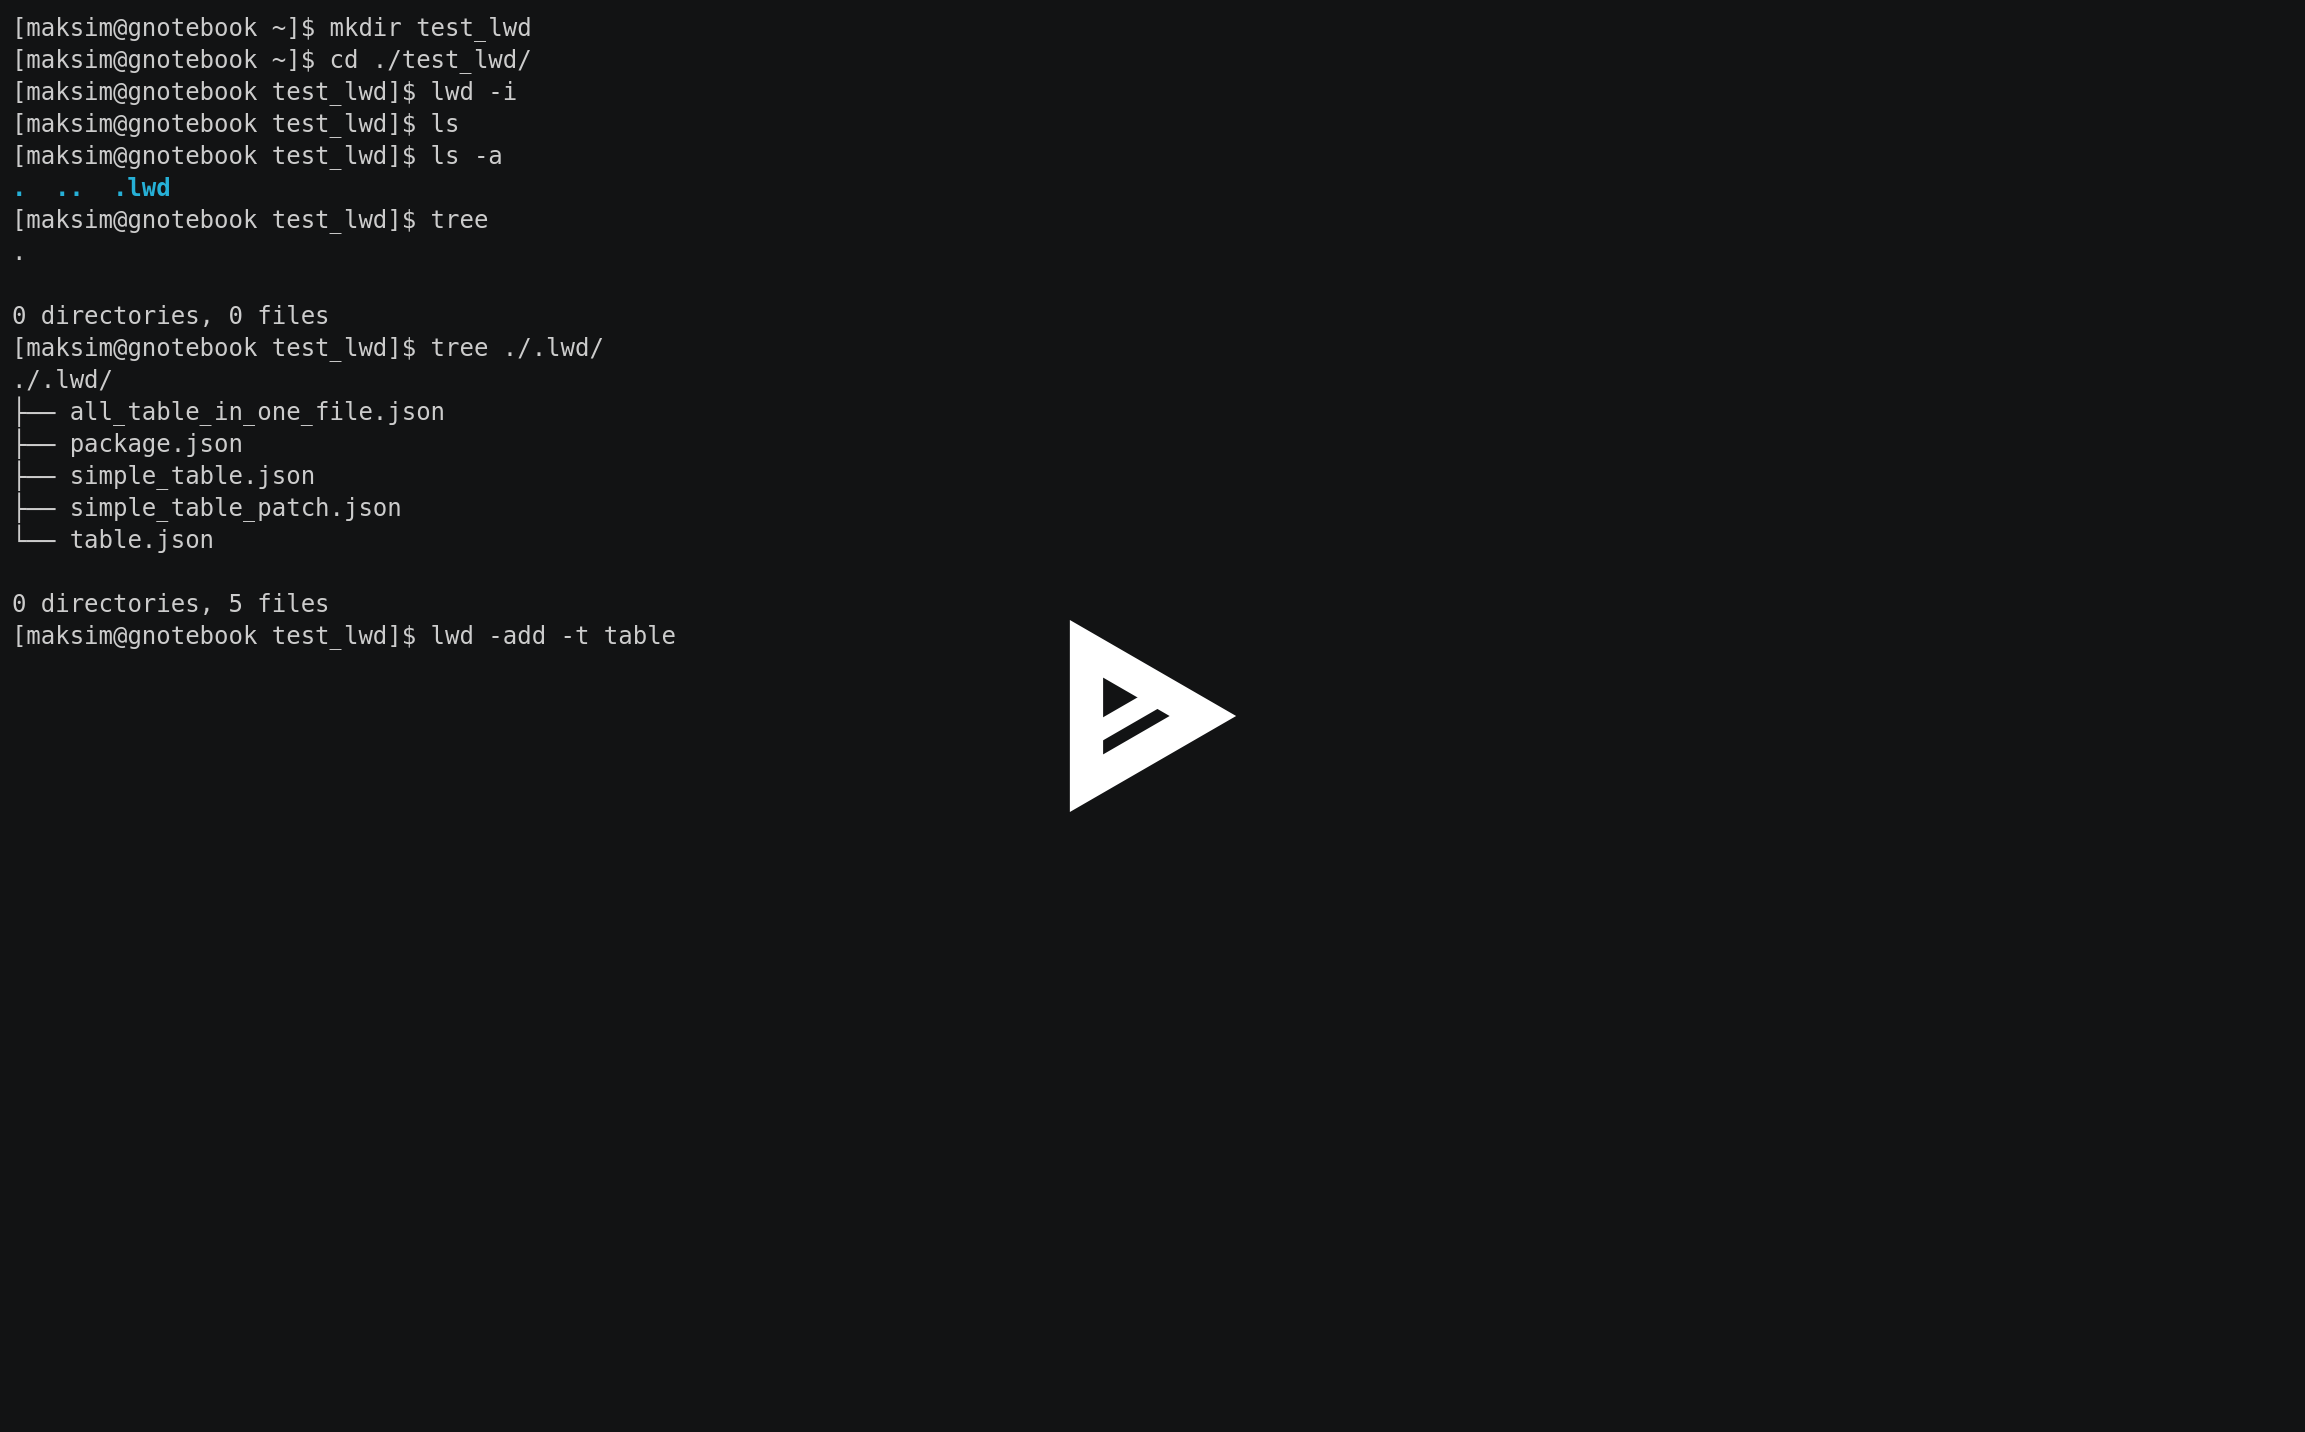 [maksim@gnotebook ~]$ mkdir test_lwd
[maksim@gnotebook ~]$ cd ./test_lwd/
[maksim@gnotebook test_lwd]$ lwd -i
[maksim@gnotebook test_lwd]$ ls
[maksim@gnotebook test_lwd]$ ls -a
.  ..  .lwd
[maksim@gnotebook test_lwd]$ tree
.
0 directories, 0 files
[maksim@gnotebook test_lwd]$ tree ./.lwd/
./.lwd/
├── all_table_in_one_file.json
├── package.json
├── simple_table.json
├── simple_table_patch.json
└── table.json
0 directories, 5 files
[maksim@gnotebook test_lwd]$ lwd -add -t table